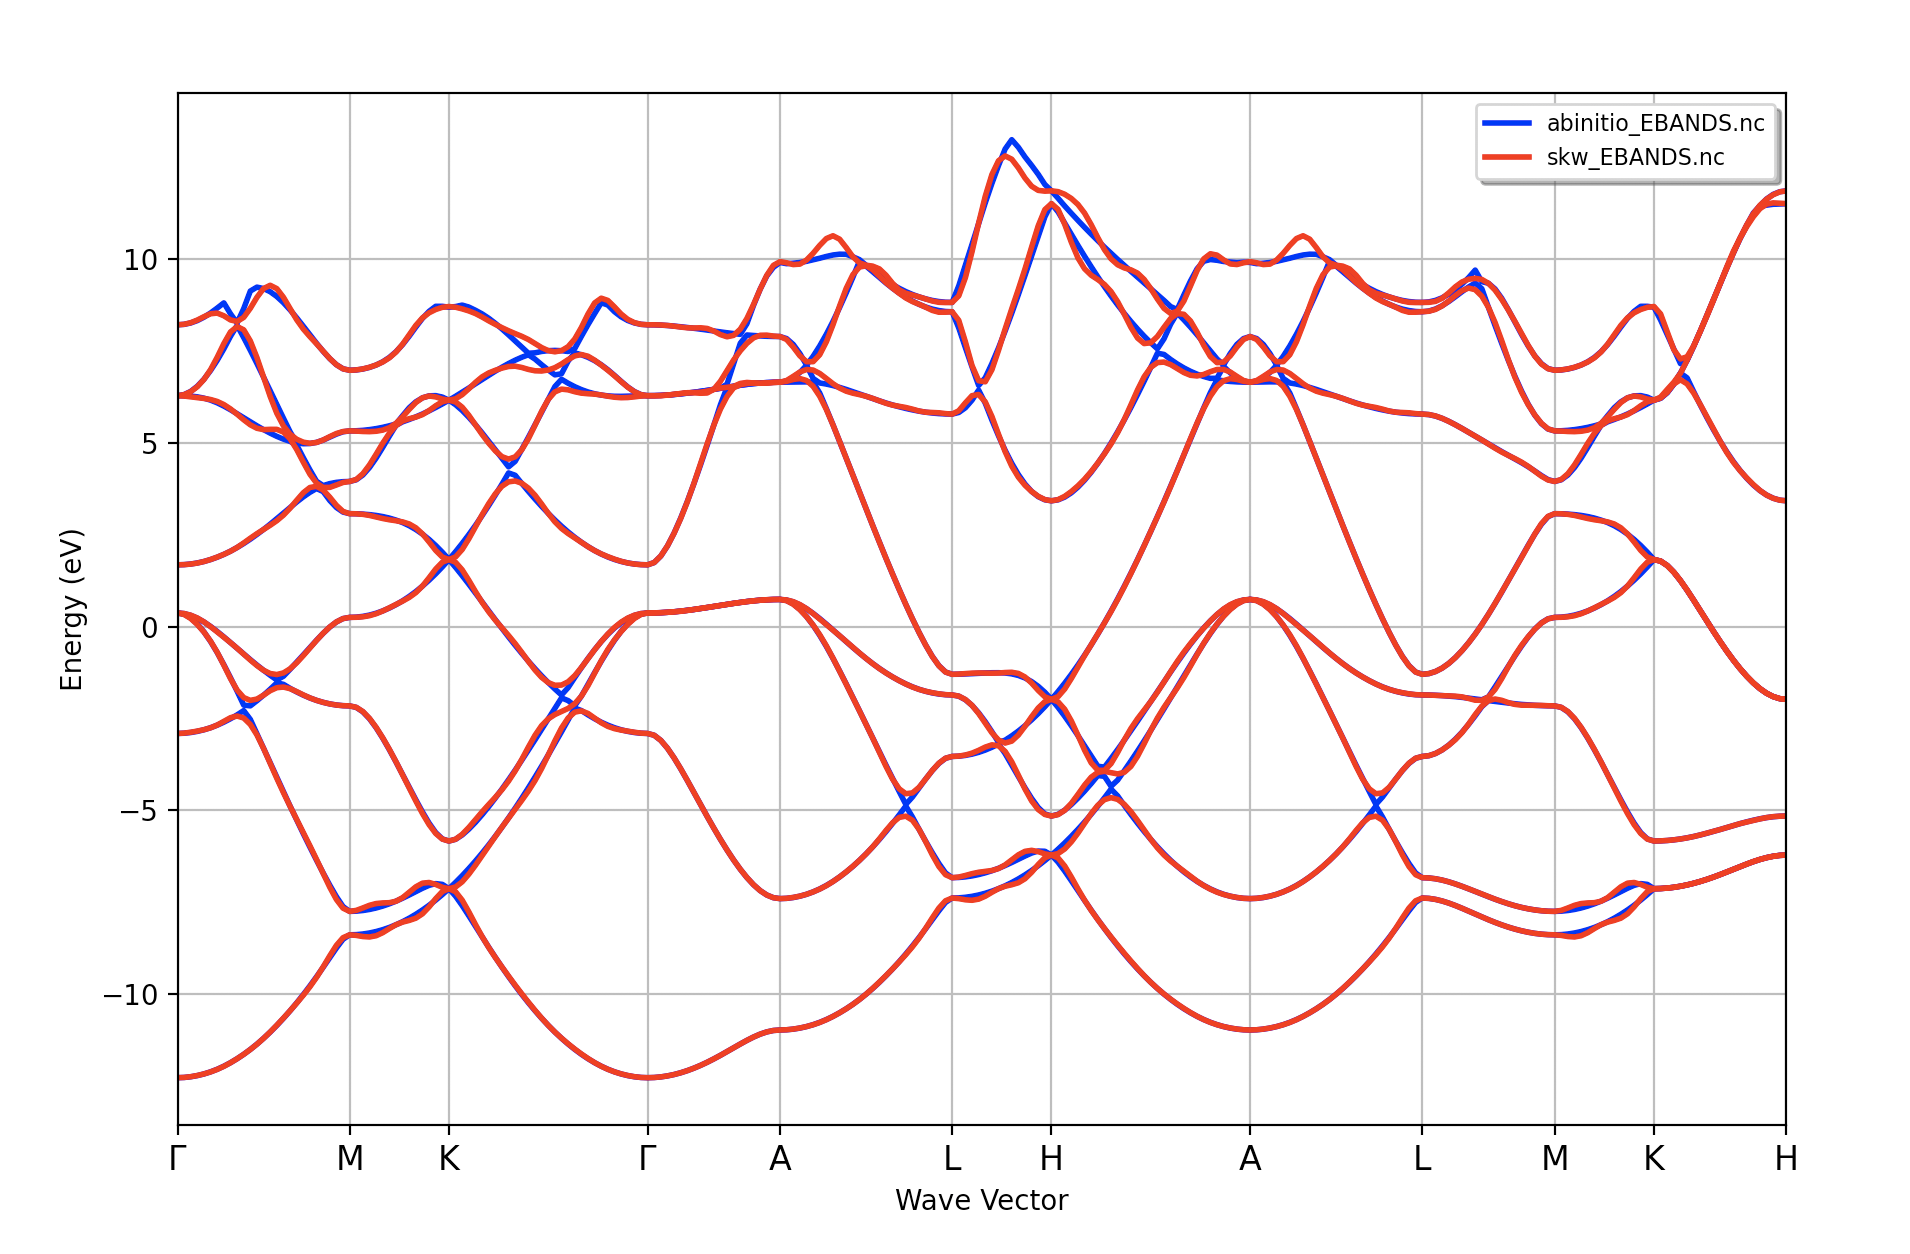 abinitio_EBANDS.nc
skw_EBANDS.nc
10
5
0
−5
−10
Energy (eV)
Γ M K Γ A L H A L M K H
Wave Vector